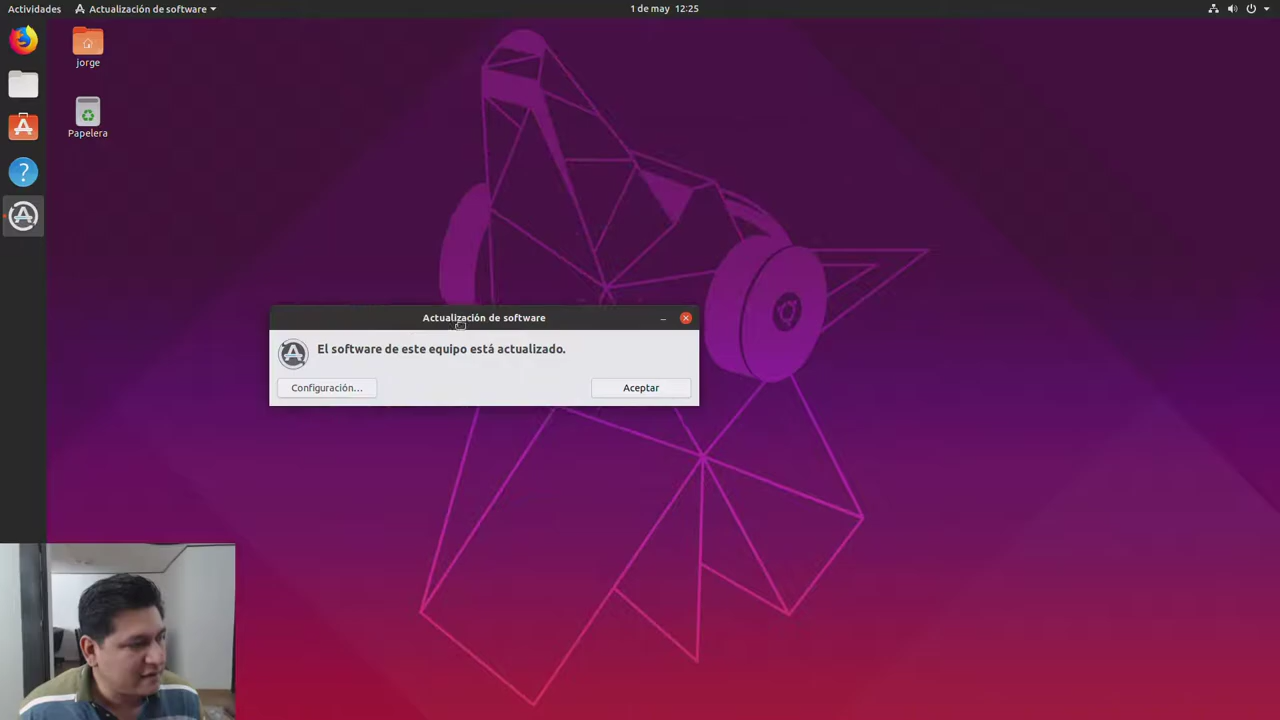 Actividades
Actualización de software
1 de may 12:25
jorge
Papelera
Actualización de software
El software de este equipo está actualizado.
Configuración...
Aceptar